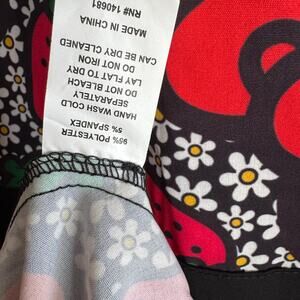 95% POLYESTER
5% SPANDEX
HAND WASH COLD
SEPARATELY
DO NOT BLEACH
LAY FLAT TO DRY
DO NOT IRON
CAN BE DRY CLEANED
MADE IN CHINA
RN# 140681